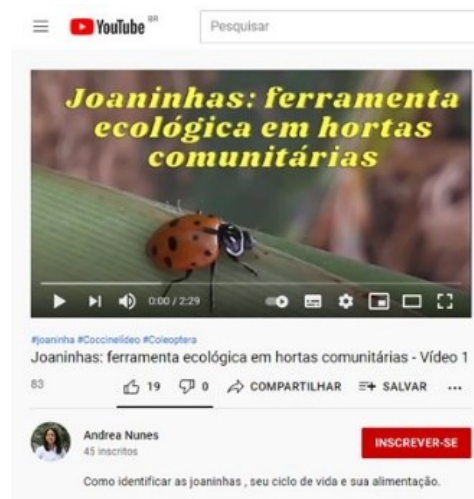 YouTube BR
Pesquisar
Joaninhas: ferramenta
ecológica em hortas
comunitárias
0:00 / 2:29
#joaninha #Coccinelídeo #Coleoptera
Joaninhas: ferramenta ecológica em hortas comunitárias - Vídeo 1
83
19
0
COMPARTILHAR
SALVAR
...
Andrea Nunes
45 inscritos
INSCREVER-SE
Como identificar as joaninhas , seu ciclo de vida e sua alimentação.